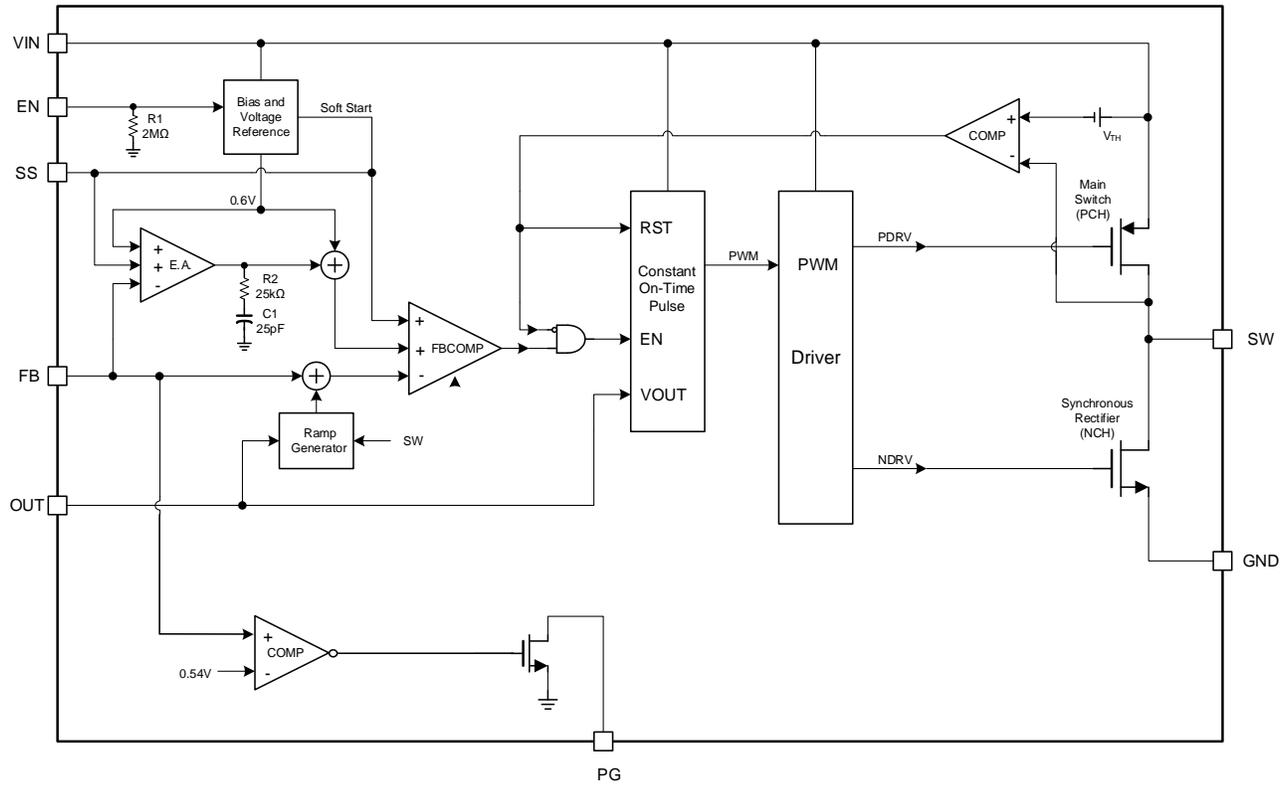 VIN
EN
R1
2MΩ
Bias and
Voltage
Reference
Soft Start
+
COMP
-
VTH
SS
0.6V
Main
Switch
(PCH)
+
+ E.A.
-
+
R2
25kΩ
C1
25pF
RST
Constant
On-Time
Pulse
EN
VOUT
PWM
PWM
Driver
PDRV
SW
+
+ FBCOMP
-
FB
+
Ramp
Generator
SW
Synchronous
Rectifier
(NCH)
NDRV
OUT
GND
+
COMP
-
0.54V
PG